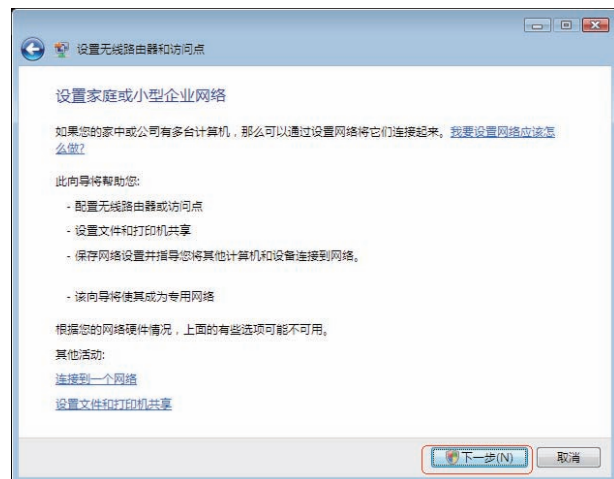 设置无线路由器和访问点
设置家庭或小型企业网络
如果您的家中或公司有多台计算机，那么可以通过设置网络将它们连接起来。我要设置网络应该怎
么做?
此向导将帮助您:
- 配置无线路由器或访问点
- 设置文件和打印机共享
- 保存网络设置并指导您将其他计算机和设备连接到网络。
- 该向导将使其成为专用网络
根据您的网络硬件情况，上面的有些选项可能不可用。
其他活动:
连接到一个网络
设置文件和打印机共享
下一步(N)
取消